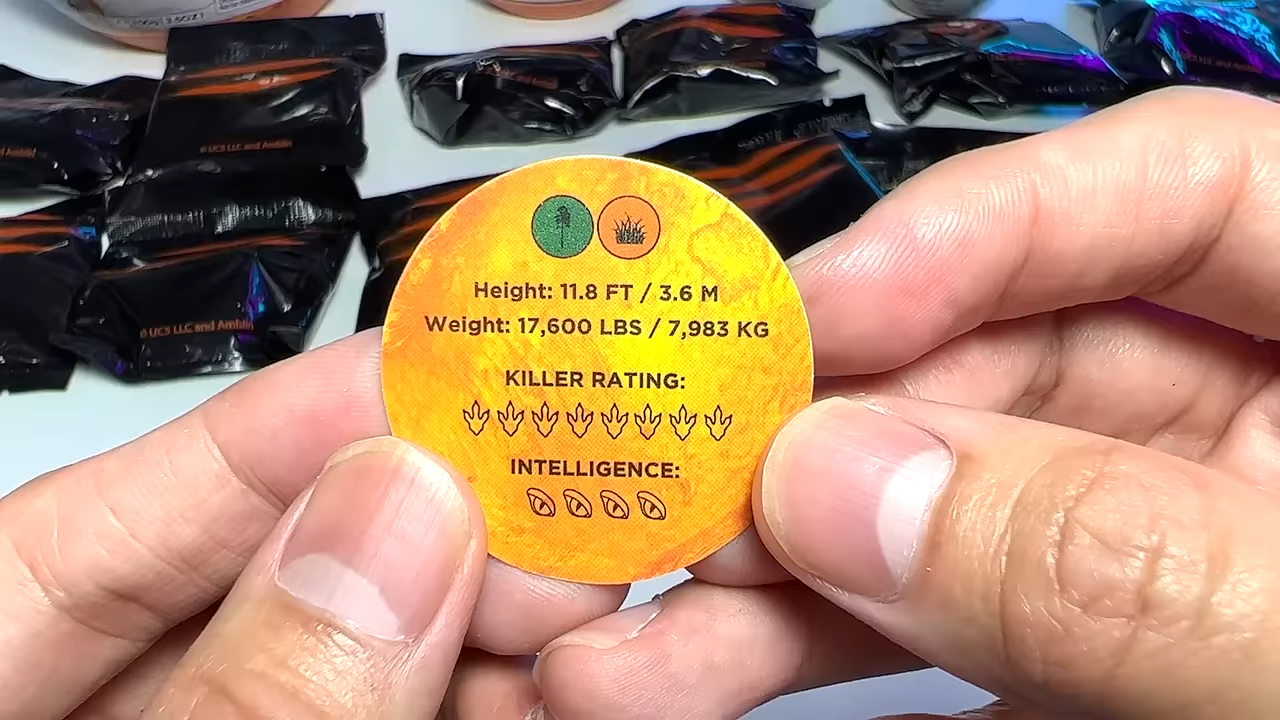 © UCS LLC and Amblin
© UCS LLC and Amblin
Height: 11.8 FT / 3.6 M
Weight: 17,600 LBS / 7,983 KG
KILLER RATING:
INTELLIGENCE: